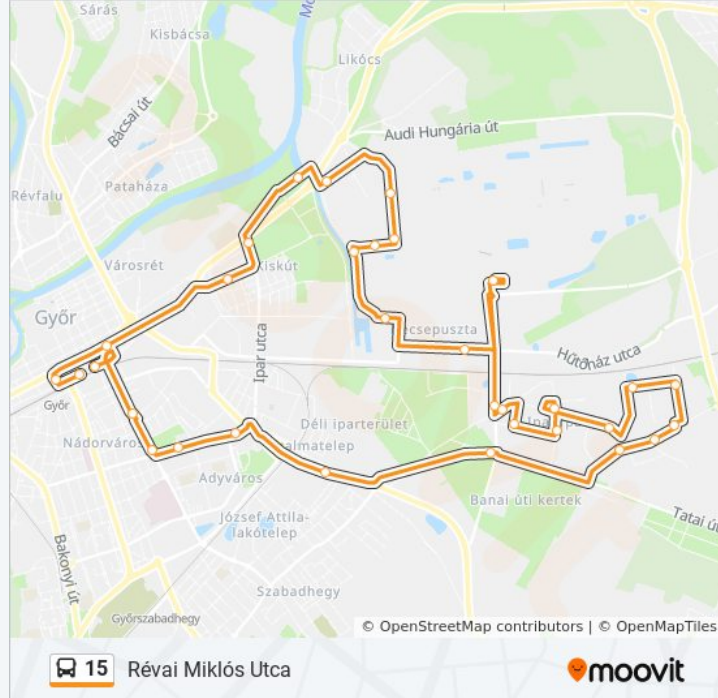 Sárás
Kisbácsa
Likócs
Bácsai út
Audi Hungária út
Pataháza
Révfalu
Városrét
Kiskút
Győr
Ipar utca
Hűtőház utca
Győr
Déli iparterület
Nádorváros
Adyváros
Banai úti kertek
József Attila-
lakótelep
Tatai út
Bakonyi út
Szabadhegy
Győrszabadhegy
© OpenStreetMap contributors | © OpenMapTiles
15 Révai Miklós Utca
moovit